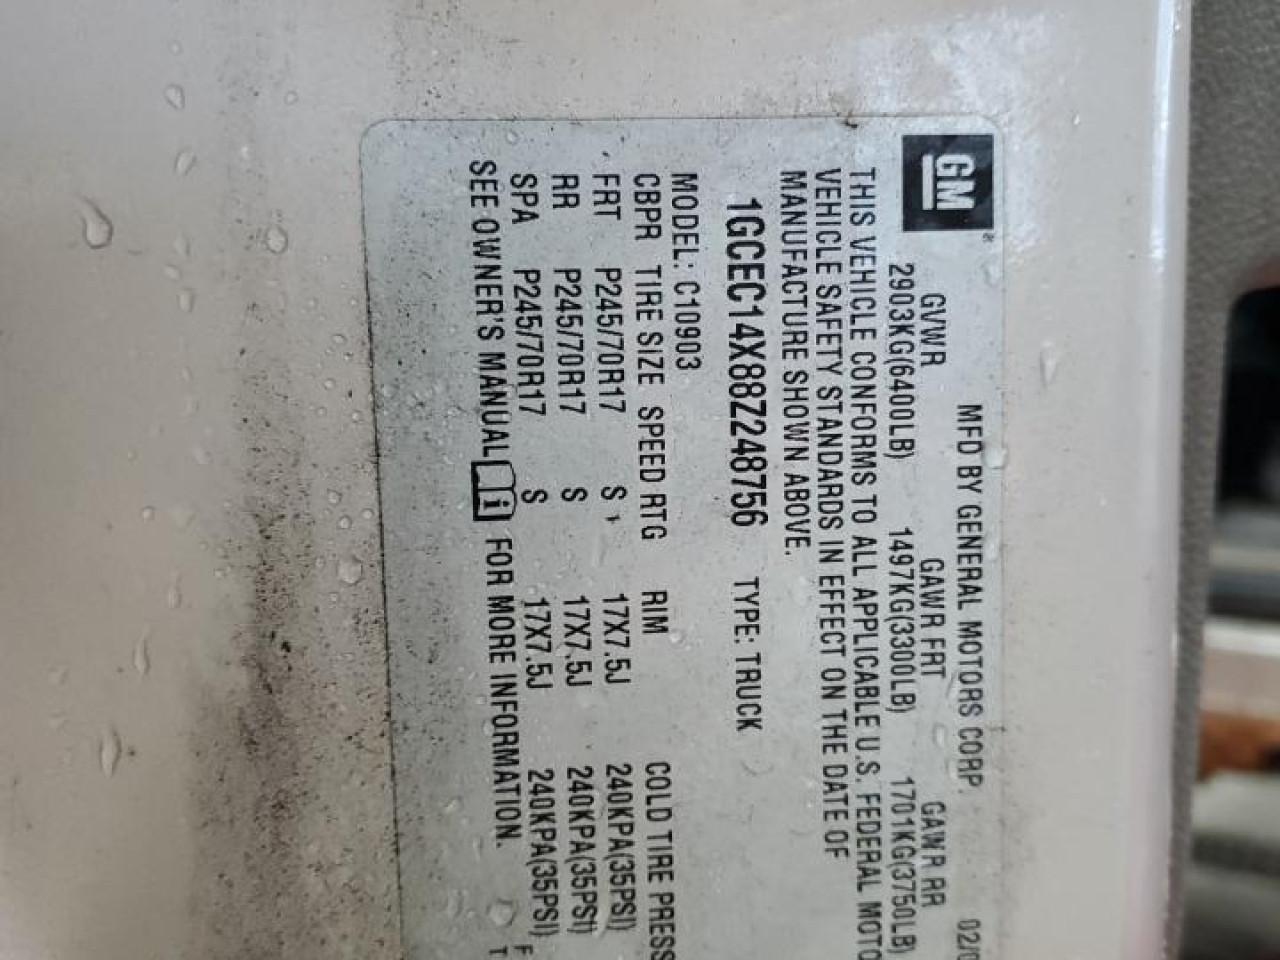 GM
MFD BY GENERAL MOTORS CORP. 02/0
GVWR GAWR FRT GAWR RR
2903KG(6400LB) 1497KG(3300LB) 1701KG(3750LB)
THIS VEHICLE CONFORMS TO ALL APPLICABLE U.S. FEDERAL MOTO
VEHICLE SAFETY STANDARDS IN EFFECT ON THE DATE OF
MANUFACTURE SHOWN ABOVE.
1GCEC14X88Z248756 TYPE: TRUCK
MODEL: C10903
CBPR TIRE SIZE SPEED RTG RIM COLD TIRE PRESS
FRT P245/70R17 S 17X7.5J 240KPA(35PSI)
RR P245/70R17 S 17X7.5J 240KPA(35PSI)
SPA P245/70R17 S 17X7.5J 240KPA(35PSI) F
SEE OWNER'S MANUAL i FOR MORE INFORMATION. T